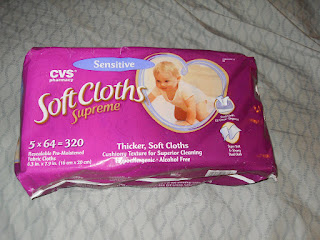 CVS
pharmacy
Sensitive
Soft Cloths
Supreme
5 x 64 = 320
Resealable Pre-Moistened
Fabric Cloths
Thicker, Soft Cloths
Cushiony Texture for Superior Cleaning
Hypoallergenic • Alcohol Free